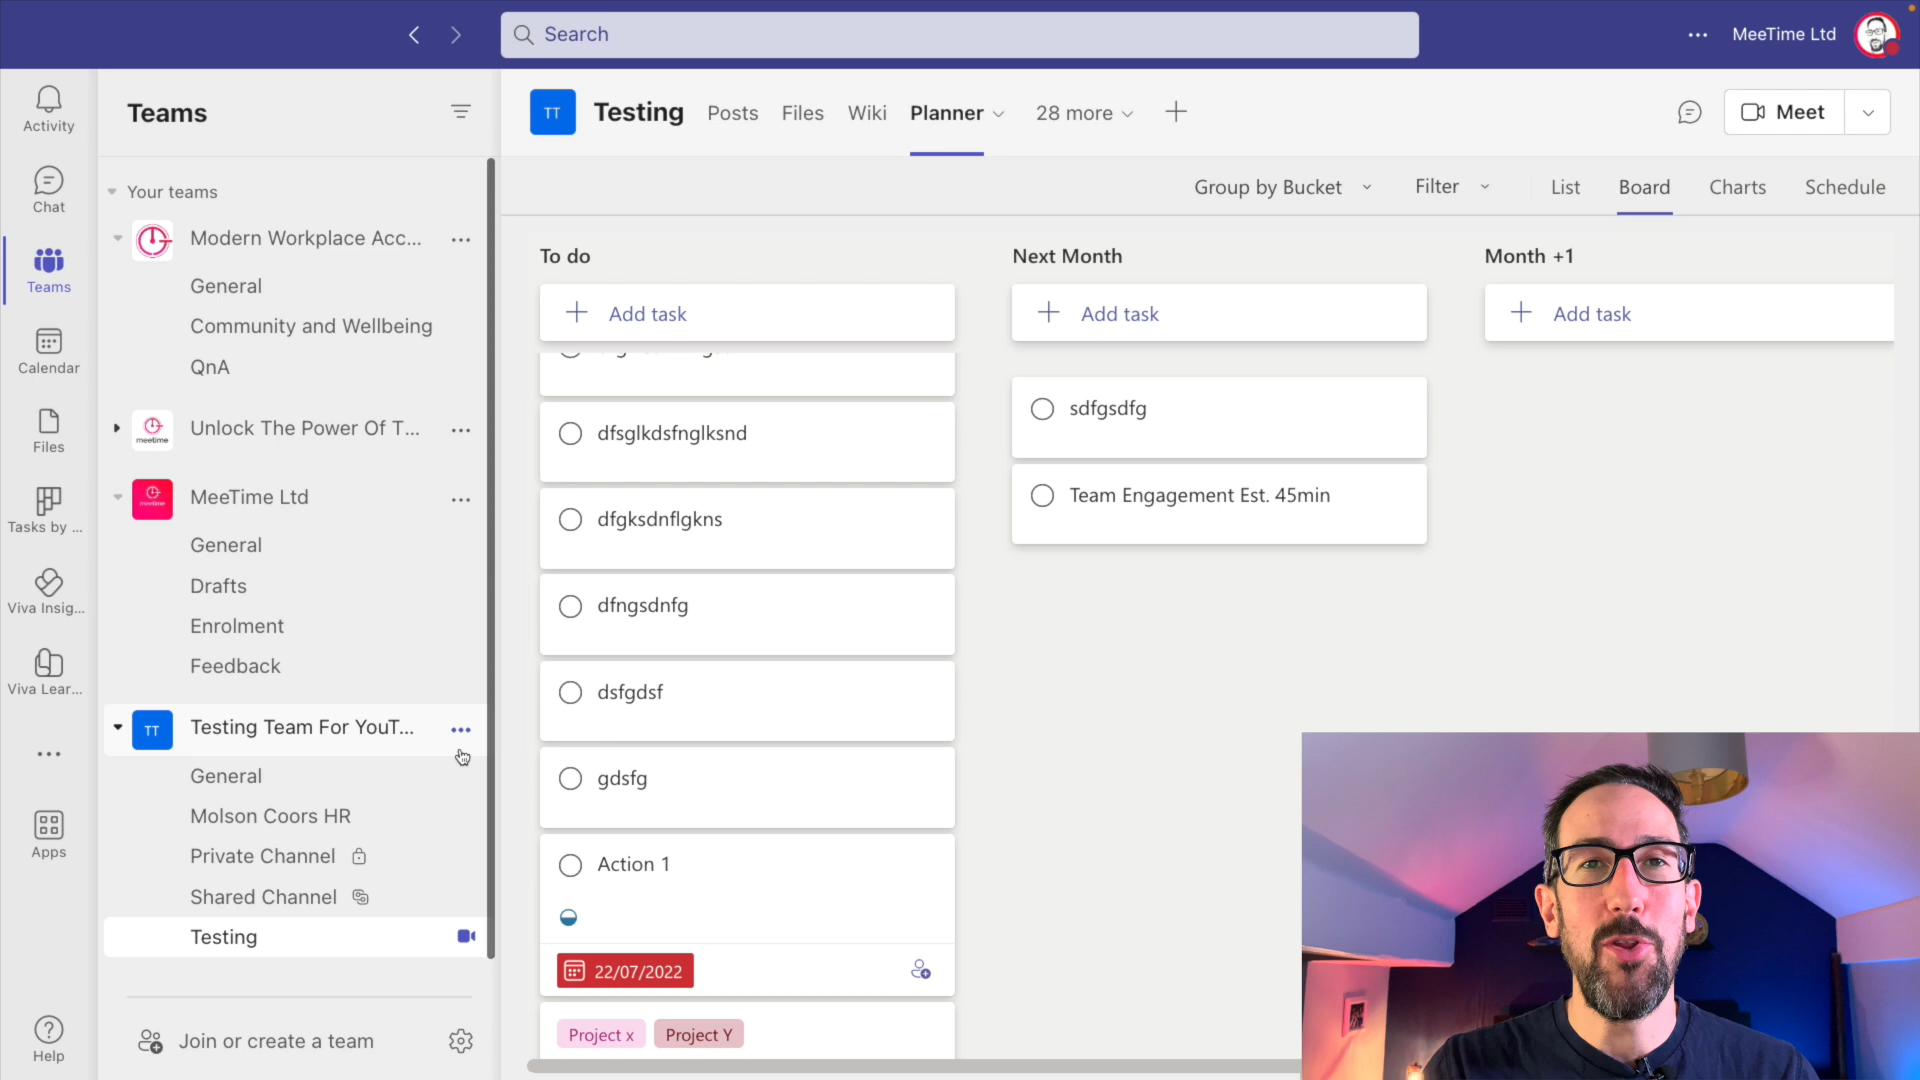 Search
MeeTime Ltd
Activity
Chat
Teams
Calendar
Files
Tasks by ...
Viva Insig...
Viva Lear...
Apps
Help
Teams
Your teams
Modern Workplace Acc...
General
Community and Wellbeing
QnA
meetime
Unlock The Power Of T...
meetime
MeeTime Ltd
General
Drafts
Enrolment
Feedback
TT
Testing Team For YouT...
General
Molson Coors HR
Private Channel
Shared Channel
Testing
Join or create a team
TT
Testing
Posts
Files
Wiki
Planner
28 more
Meet
Group by Bucket
Filter
List
Board
Charts
Schedule
To do
Add task
dfsglkdsfnglksnd
dfgksdnflgkns
dfngsdnfg
dsfgdsf
gdsfg
Action 1
22/07/2022
Project x
Project Y
Next Month
Add task
sdfgsdfg
Team Engagement Est. 45min
Month +1
Add task